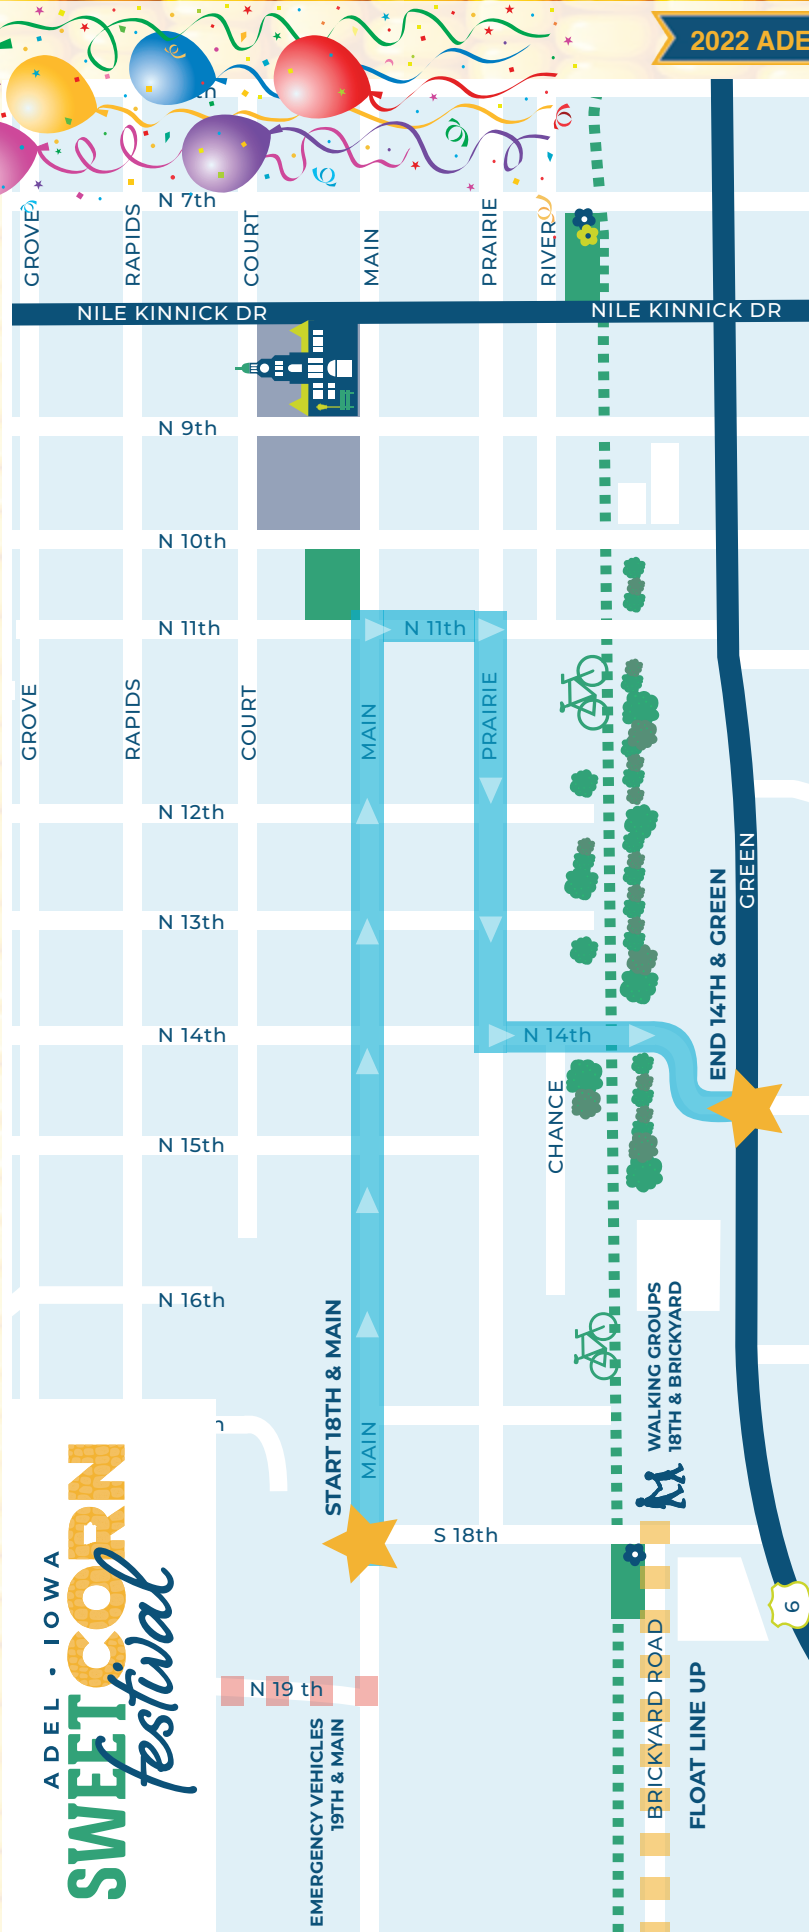 2022 ADE
th
N 7th
GROVE
RAPIDS
COURT
MAIN
PRAIRIE
RIVER
NILE KINNICK DR
NILE KINNICK DR
N 9th
N 10th
N 11th
N 11th
GROVE
RAPIDS
COURT
MAIN
PRAIRIE
N 12th
GREEN
N 13th
END 14TH & GREEN
N 14th
N 14th
CHANCE
N 15th
N 16th
START 18TH & MAIN
WALKING GROUPS
18TH & BRICKYARD
MAIN
S 18th
6
ADEL • IOWA
SWEET CORN
festival
N 19 th
EMERGENCY VEHICLES
19TH & MAIN
BRICKYARD ROAD
FLOAT LINE UP